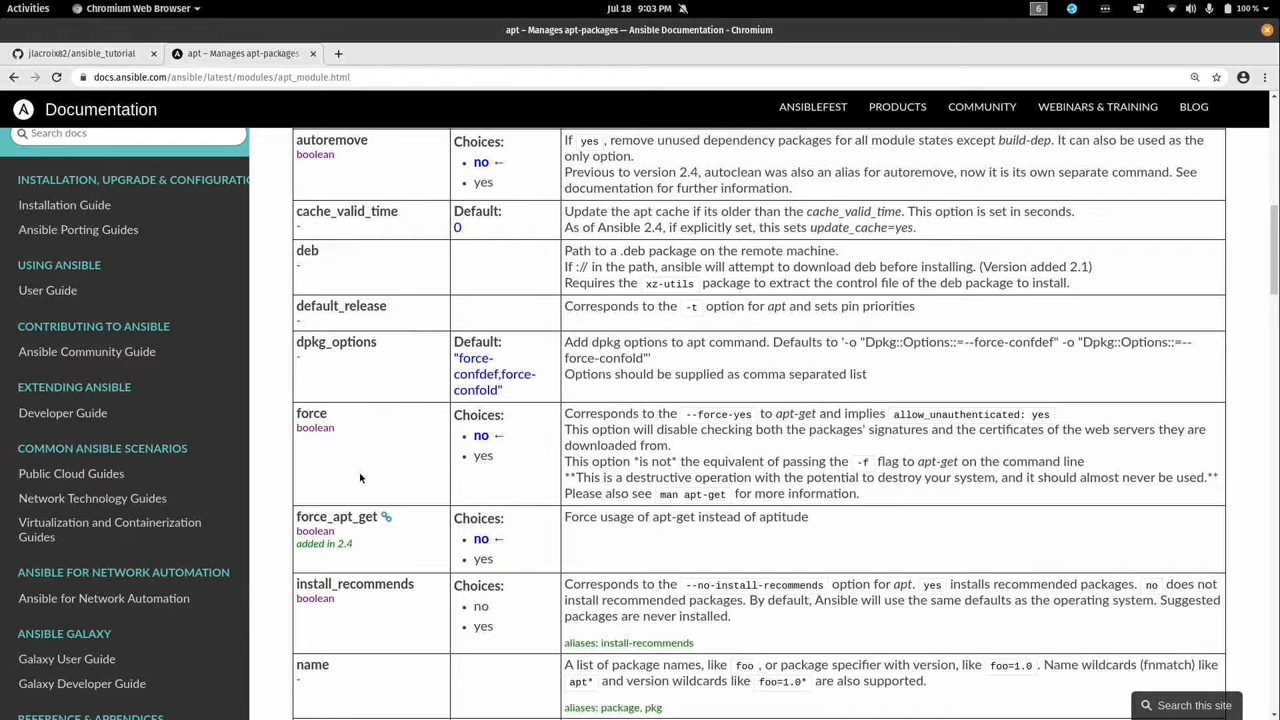 Activities
Chromium Web Browser
Jul 18 9:03 PM
6
100 %
apt – Manages apt-packages — Ansible Documentation - Chromium
jlacroix82/ansible_tutorial
apt – Manages apt-packages
docs.ansible.com/ansible/latest/modules/apt_module.html
Documentation
ANSIBLEFEST PRODUCTS COMMUNITY WEBINARS & TRAINING BLOG
Search docs
INSTALLATION, UPGRADE & CONFIGURATIO
Installation Guide
Ansible Porting Guides
USING ANSIBLE
User Guide
CONTRIBUTING TO ANSIBLE
Ansible Community Guide
EXTENDING ANSIBLE
Developer Guide
COMMON ANSIBLE SCENARIOS
Public Cloud Guides
Network Technology Guides
Virtualization and Containerization
Guides
ANSIBLE FOR NETWORK AUTOMATION
Ansible for Network Automation
ANSIBLE GALAXY
Galaxy User Guide
Galaxy Developer Guide
REFERENCE & APPENDICES
autoremove
boolean
Choices:
no ←
yes
If yes , remove unused dependency packages for all module states except build-dep. It can also be used as the
only option.
Previous to version 2.4, autoclean was also an alias for autoremove, now it is its own separate command. See
documentation for further information.
cache_valid_time
-
Default:
0
Update the apt cache if its older than the cache_valid_time. This option is set in seconds.
As of Ansible 2.4, if explicitly set, this sets update_cache=yes.
deb
-
Path to a .deb package on the remote machine.
If :// in the path, ansible will attempt to download deb before installing. (Version added 2.1)
Requires the xz-utils package to extract the control file of the deb package to install.
default_release
-
Corresponds to the -t option for apt and sets pin priorities
dpkg_options
-
Default:
"force-
confdef,force-
confold"
Add dpkg options to apt command. Defaults to '-o "Dpkg::Options::=--force-confdef" -o "Dpkg::Options::=--
force-confold"'
Options should be supplied as comma separated list
force
boolean
Choices:
no ←
yes
Corresponds to the --force-yes to apt-get and implies allow_unauthenticated: yes
This option will disable checking both the packages' signatures and the certificates of the web servers they are
downloaded from.
This option *is not* the equivalent of passing the -f flag to apt-get on the command line
**This is a destructive operation with the potential to destroy your system, and it should almost never be used.**
Please also see man apt-get for more information.
force_apt_get
boolean
added in 2.4
Choices:
no ←
yes
Force usage of apt-get instead of aptitude
install_recommends
boolean
Choices:
no
yes
Corresponds to the --no-install-recommends option for apt. yes installs recommended packages. no does not
install recommended packages. By default, Ansible will use the same defaults as the operating system. Suggested
packages are never installed.
aliases: install-recommends
name
-
A list of package names, like foo , or package specifier with version, like foo=1.0 . Name wildcards (fnmatch) like
apt* and version wildcards like foo=1.0* are also supported.
aliases: package, pkg
Search this site